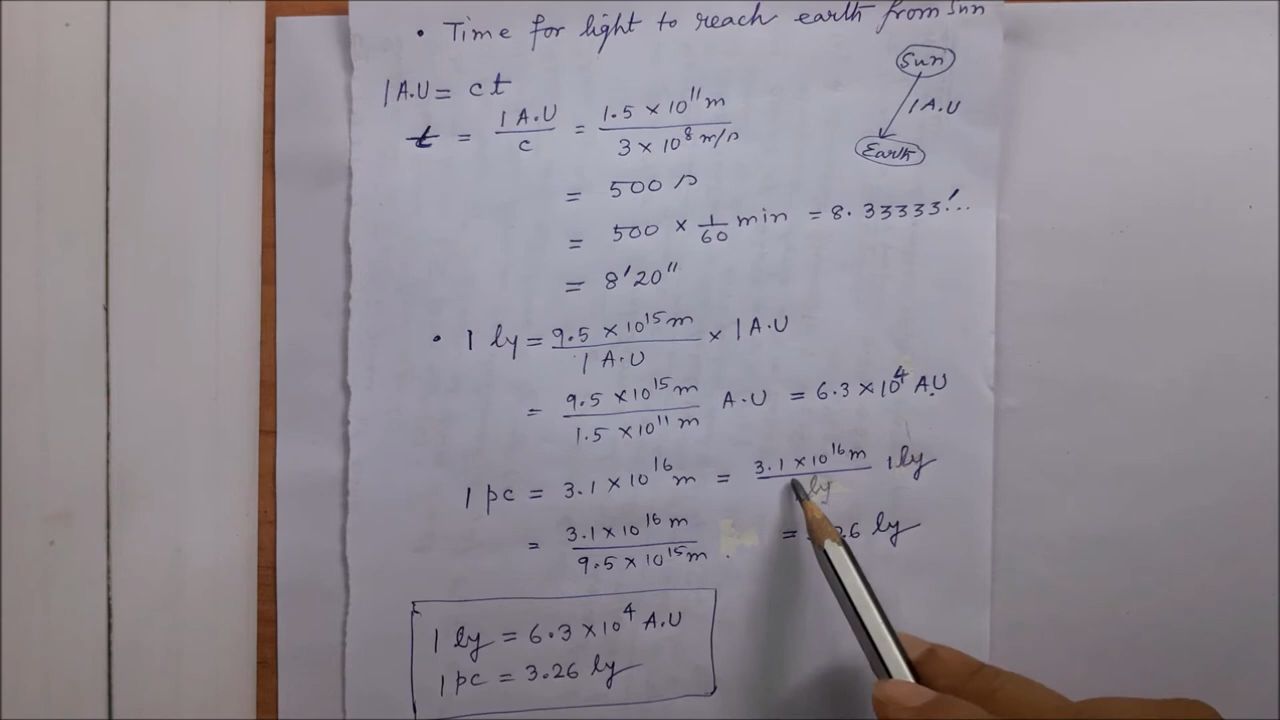 • Time for light to reach earth from Sun
Sun
1 A.U
Earth
1 A.U = ct
t = 1 A.U / c = 1.5 × 10¹¹ m / 3 × 10⁸ m/s
= 500 s
= 500 × 1/60 min = 8.33333'...
= 8'20"
• 1 ly = 9.5 × 10¹⁵ m / 1 A.U × 1 A.U
= 9.5 × 10¹⁵ m / 1.5 × 10¹¹ m A.U = 6.3 × 10⁴ A.U
1 pc = 3.1 × 10¹⁶ m = 3.1 × 10¹⁶ m / ly 1 ly
= 3.1 × 10¹⁶ m / 9.5 × 10¹⁵ m = 26 ly
1 ly = 6.3 × 10⁴ A.U
1 pc = 3.26 ly